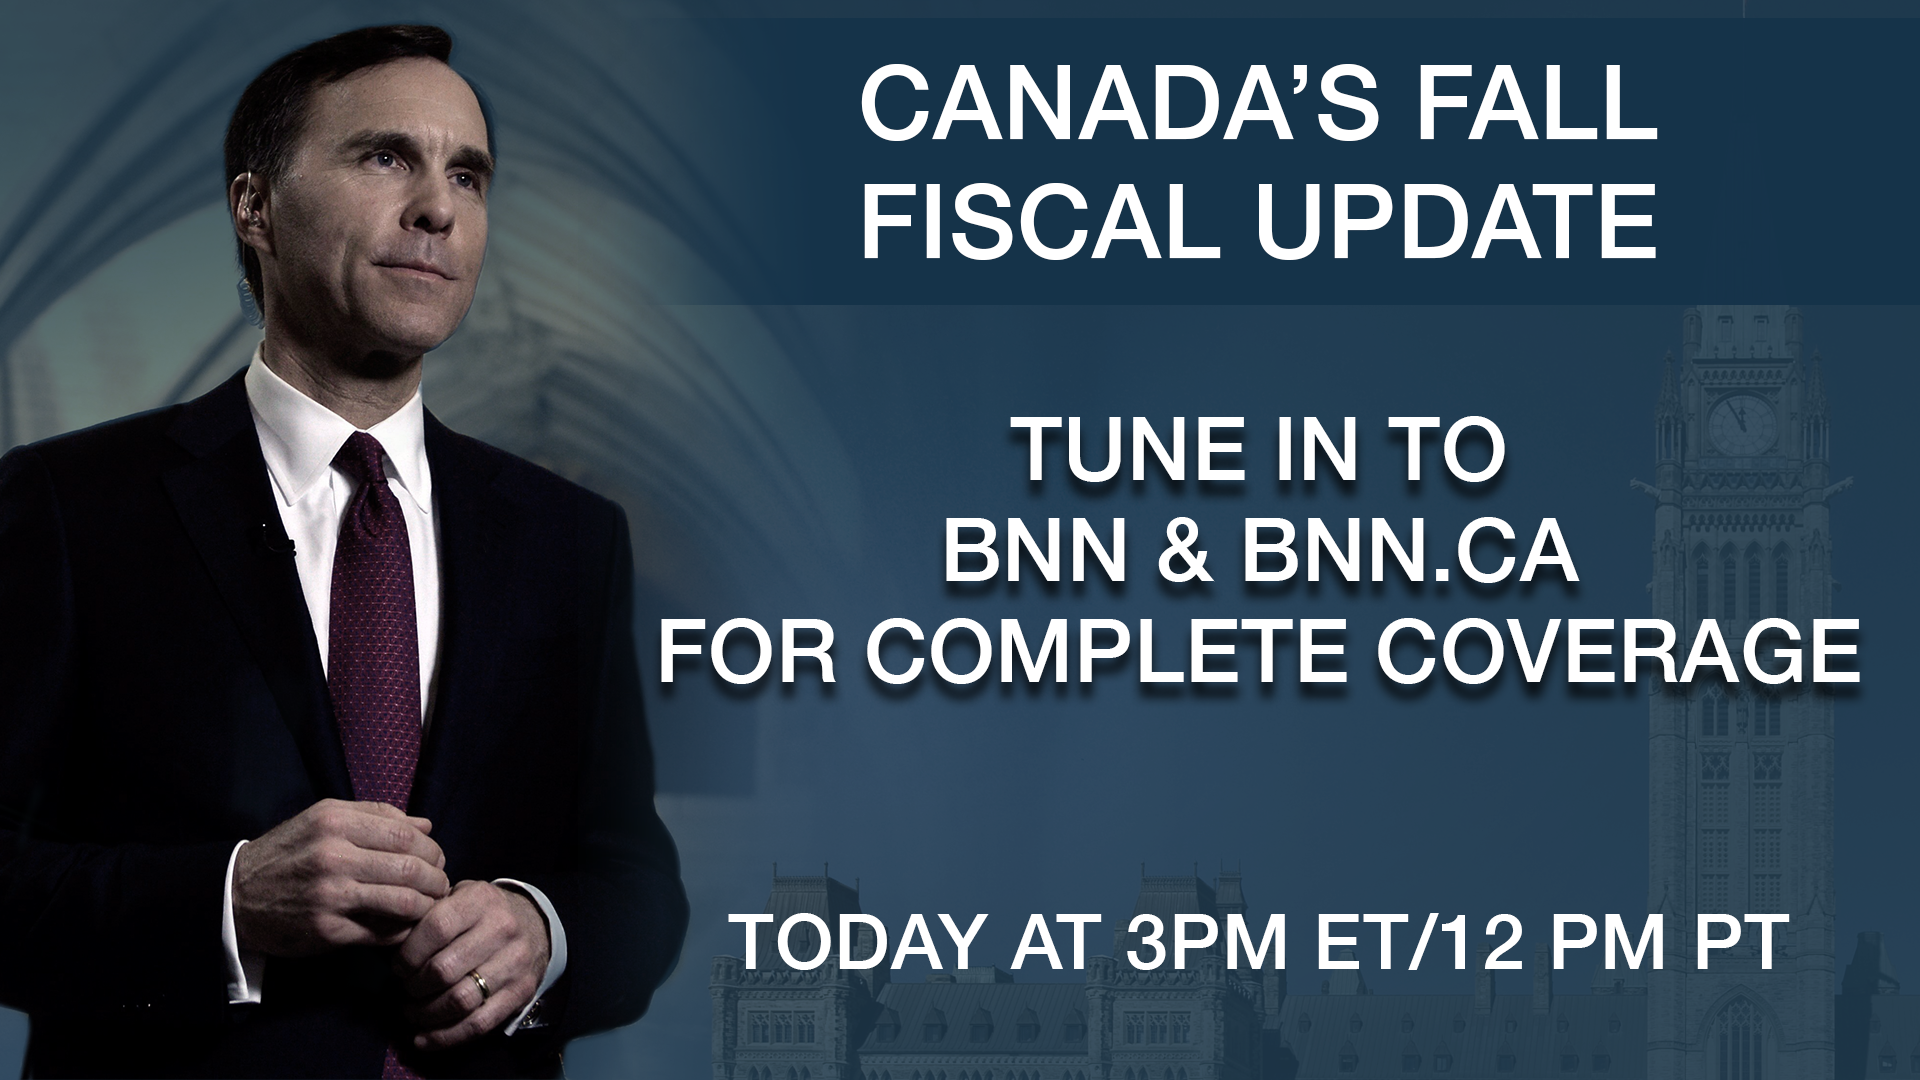 CANADA’S FALL
FISCAL UPDATE
TUNE IN TO
BNN & BNN.CA
FOR COMPLETE COVERAGE
TODAY AT 3PM ET/12 PM PT